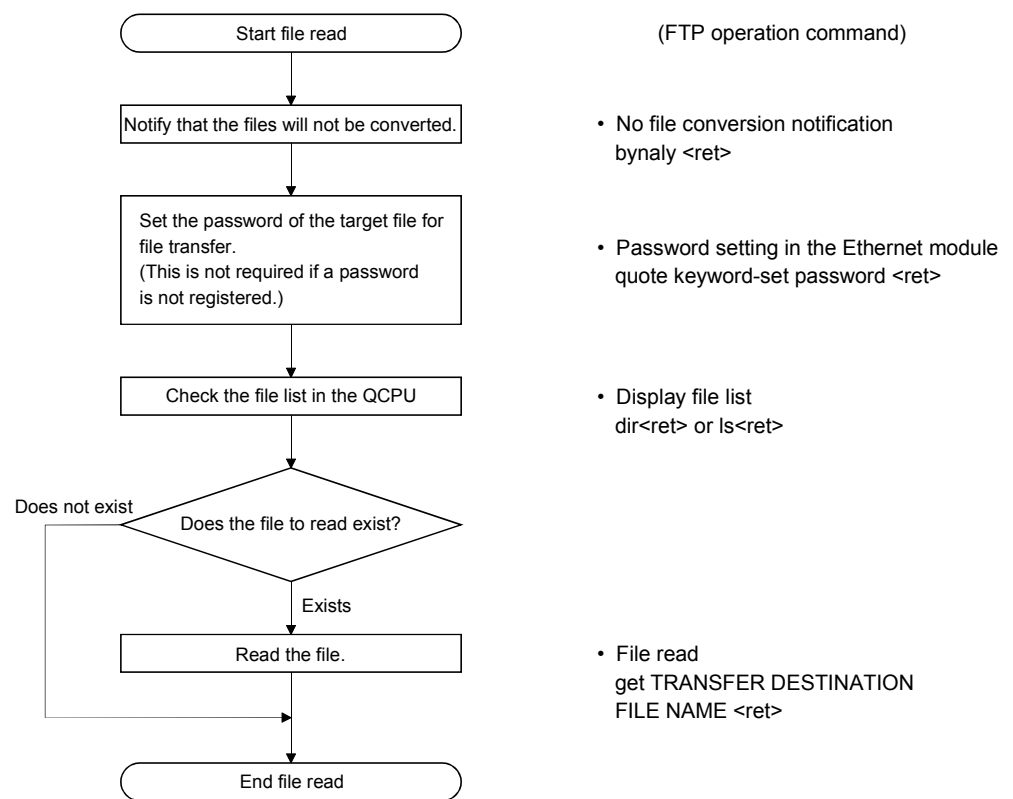 Start file read
(FTP operation command)
Notify that the files will not be converted.
• No file conversion notification
bynaly <ret>
Set the password of the target file for
file transfer.
(This is not required if a password
is not registered.)
• Password setting in the Ethernet module
quote keyword-set password <ret>
Check the file list in the QCPU
• Display file list
dir<ret> or ls<ret>
Does not exist
Does the file to read exist?
Exists
Read the file.
• File read
get TRANSFER DESTINATION
FILE NAME <ret>
End file read